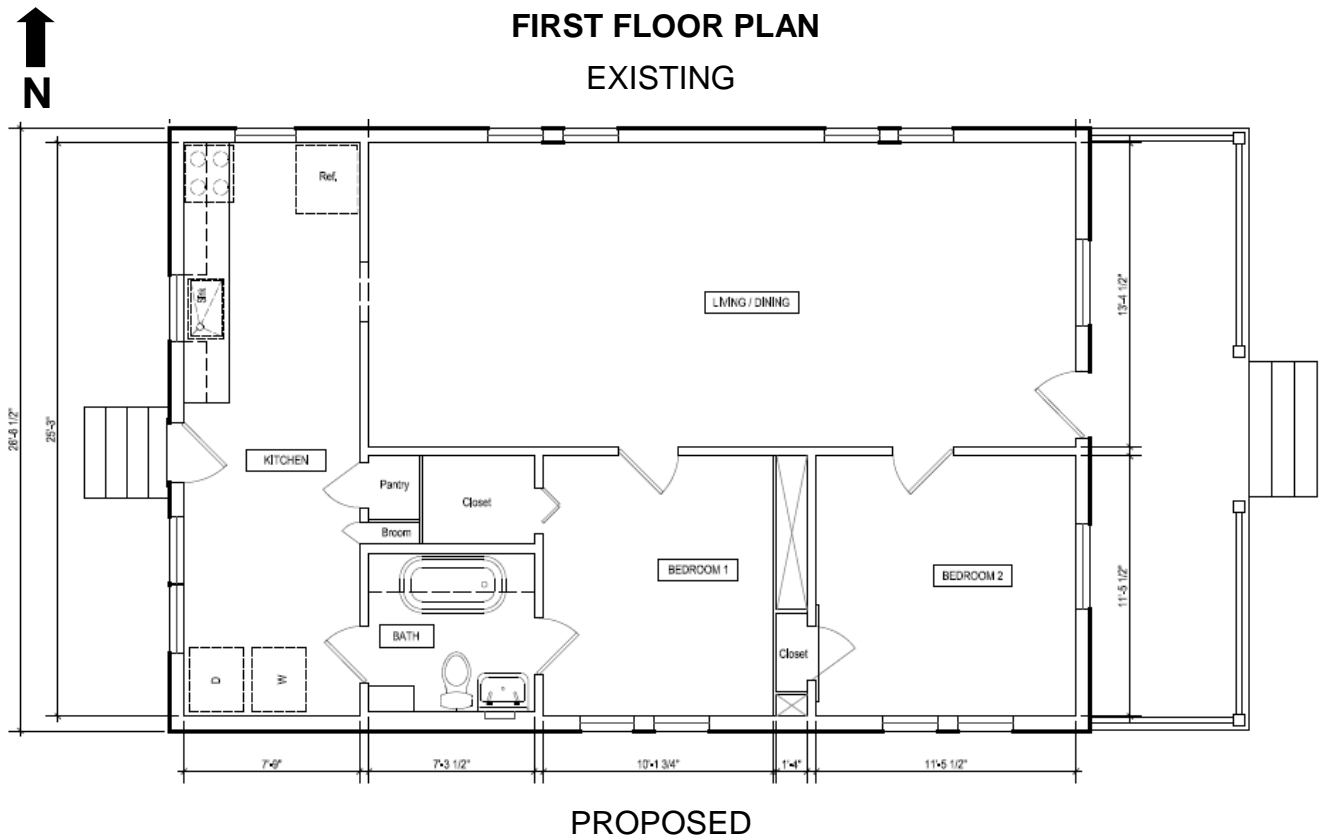 FIRST FLOOR PLAN
EXISTING
N
Ref.
Sink
LIVING / DINING
13'-4 1/2"
26'-8 1/2"
25'-3"
KITCHEN
Pantry
Closet
Broom
BEDROOM 1
BEDROOM 2
11'-5 1/2"
BATH
Closet
D
W
7'-9"
7'-3 1/2"
10'-1 3/4"
1'-4"
11'-5 1/2"
PROPOSED